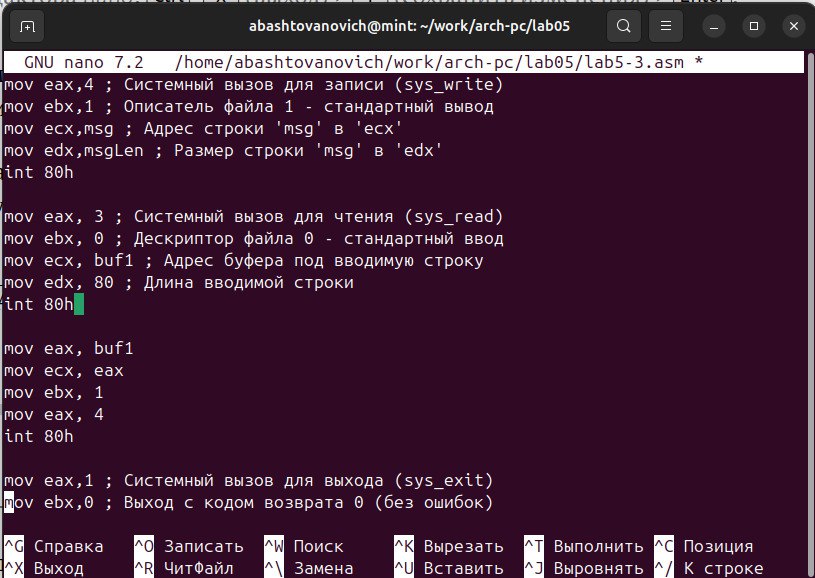 abashtovanovich@mint: ~/work/arch-pc/lab05
GNU nano 7.2 /home/abashtovanovich/work/arch-pc/lab05/lab5-3.asm *
mov eax,4 ; Системный вызов для записи (sys_write)
mov ebx,1 ; Описатель файла 1 - стандартный вывод
mov ecx,msg ; Адрес строки 'msg' в 'ecx'
mov edx,msgLen ; Размер строки 'msg' в 'edx'
int 80h
mov eax, 3 ; Системный вызов для чтения (sys_read)
mov ebx, 0 ; Дескриптор файла 0 - стандартный ввод
mov ecx, buf1 ; Адрес буфера под вводимую строку
mov edx, 80 ; Длина вводимой строки
int 80h
mov eax, buf1
mov ecx, eax
mov ebx, 1
mov eax, 4
int 80h
mov eax,1 ; Системный вызов для выхода (sys_exit)
mov ebx,0 ; Выход с кодом возврата 0 (без ошибок)
^G Справка ^O Записать ^W Поиск ^K Вырезать ^T Выполнить ^C Позиция
^X Выход ^R ЧитФайл ^\ Замена ^U Вставить ^J Выровнять ^/ К строке